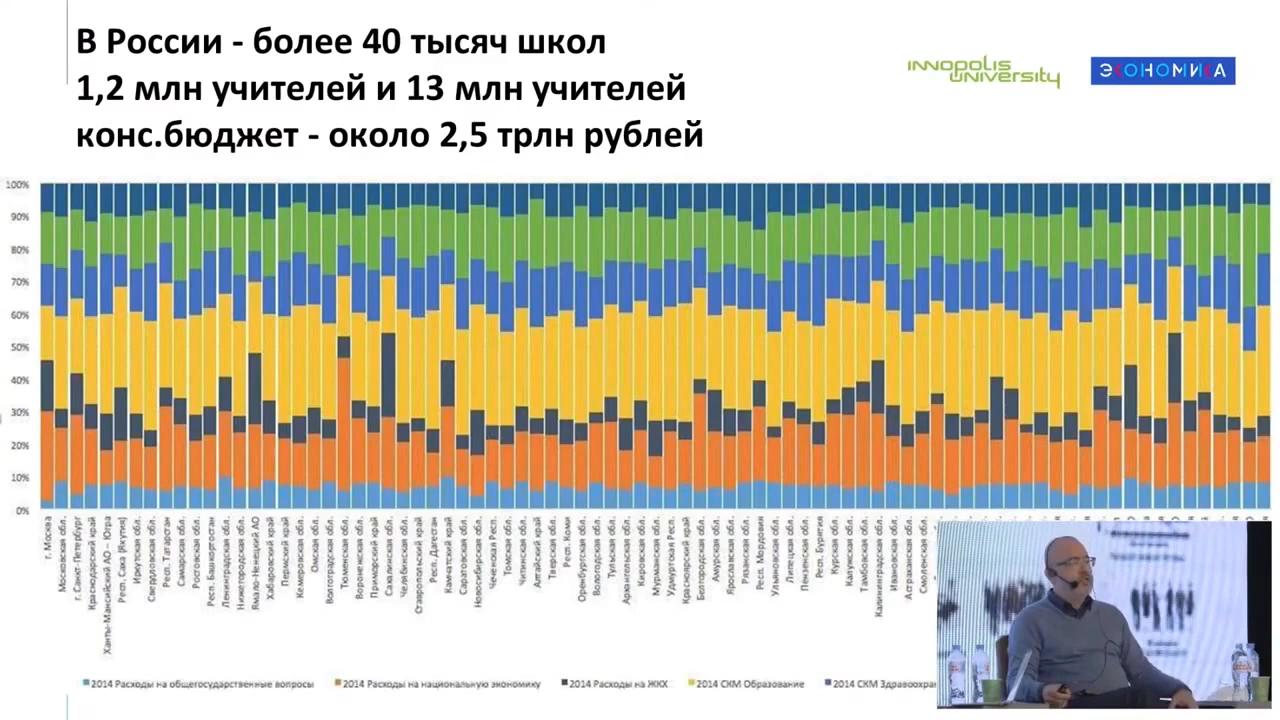 В России - более 40 тысяч школ
1,2 млн учителей и 13 млн учителей
конс.бюджет - около 2,5 трлн рублей
INNOPOLIS
UNIVERSITY
ЭКОНОМИКА
100%
90%
80%
70%
60%
50%
40%
30%
20%
10%
0%
г. Москва
Московская обл.
г. Санкт-Петербург
Краснодарский край
Ханты-Мансийский АО - Югра
Респ. Саха (Якутия)
Иркутская обл.
Свердловская обл.
Респ. Татарстан
Самарская обл.
Ростовская обл.
Респ. Башкортостан
Ленинградская обл.
Нижегородская обл.
Ямало-Ненецкий АО
Хабаровский край
Пермский край
Кемеровская обл.
Омская обл.
Волгоградская обл.
Тюменская обл.
Воронежская обл.
Приморский край
Сахалинская обл.
Челябинская обл.
Ставропольский край
Респ. Дагестан
Камчатский край
Саратовская обл.
Новосибирская обл.
Чеченская Респ.
Томская обл.
Читинская обл.
Алтайский край
Тверская обл.
Респ. Коми
Оренбургская обл.
Вологодская обл.
Тульская обл.
Архангельская обл.
Кировская обл.
Мурманская обл.
Удмуртская Респ.
Красноярский край
Белгородская обл.
Амурская обл.
Ярославская обл.
Рязанская обл.
Респ. Мордовия
Ульяновская обл.
Липецкая обл.
Пензенская обл.
Респ. Бурятия
Курская обл.
Калужская обл.
Тамбовская обл.
Калининградская обл.
Ивановская обл.
Астраханская обл.
Смоленская обл.
2014 Расходы на общегосударственные вопросы
2014 Расходы на национальную экономику
2014 Расходы на ЖКХ
2014 СКМ Образование
2014 СКМ Здравоохран